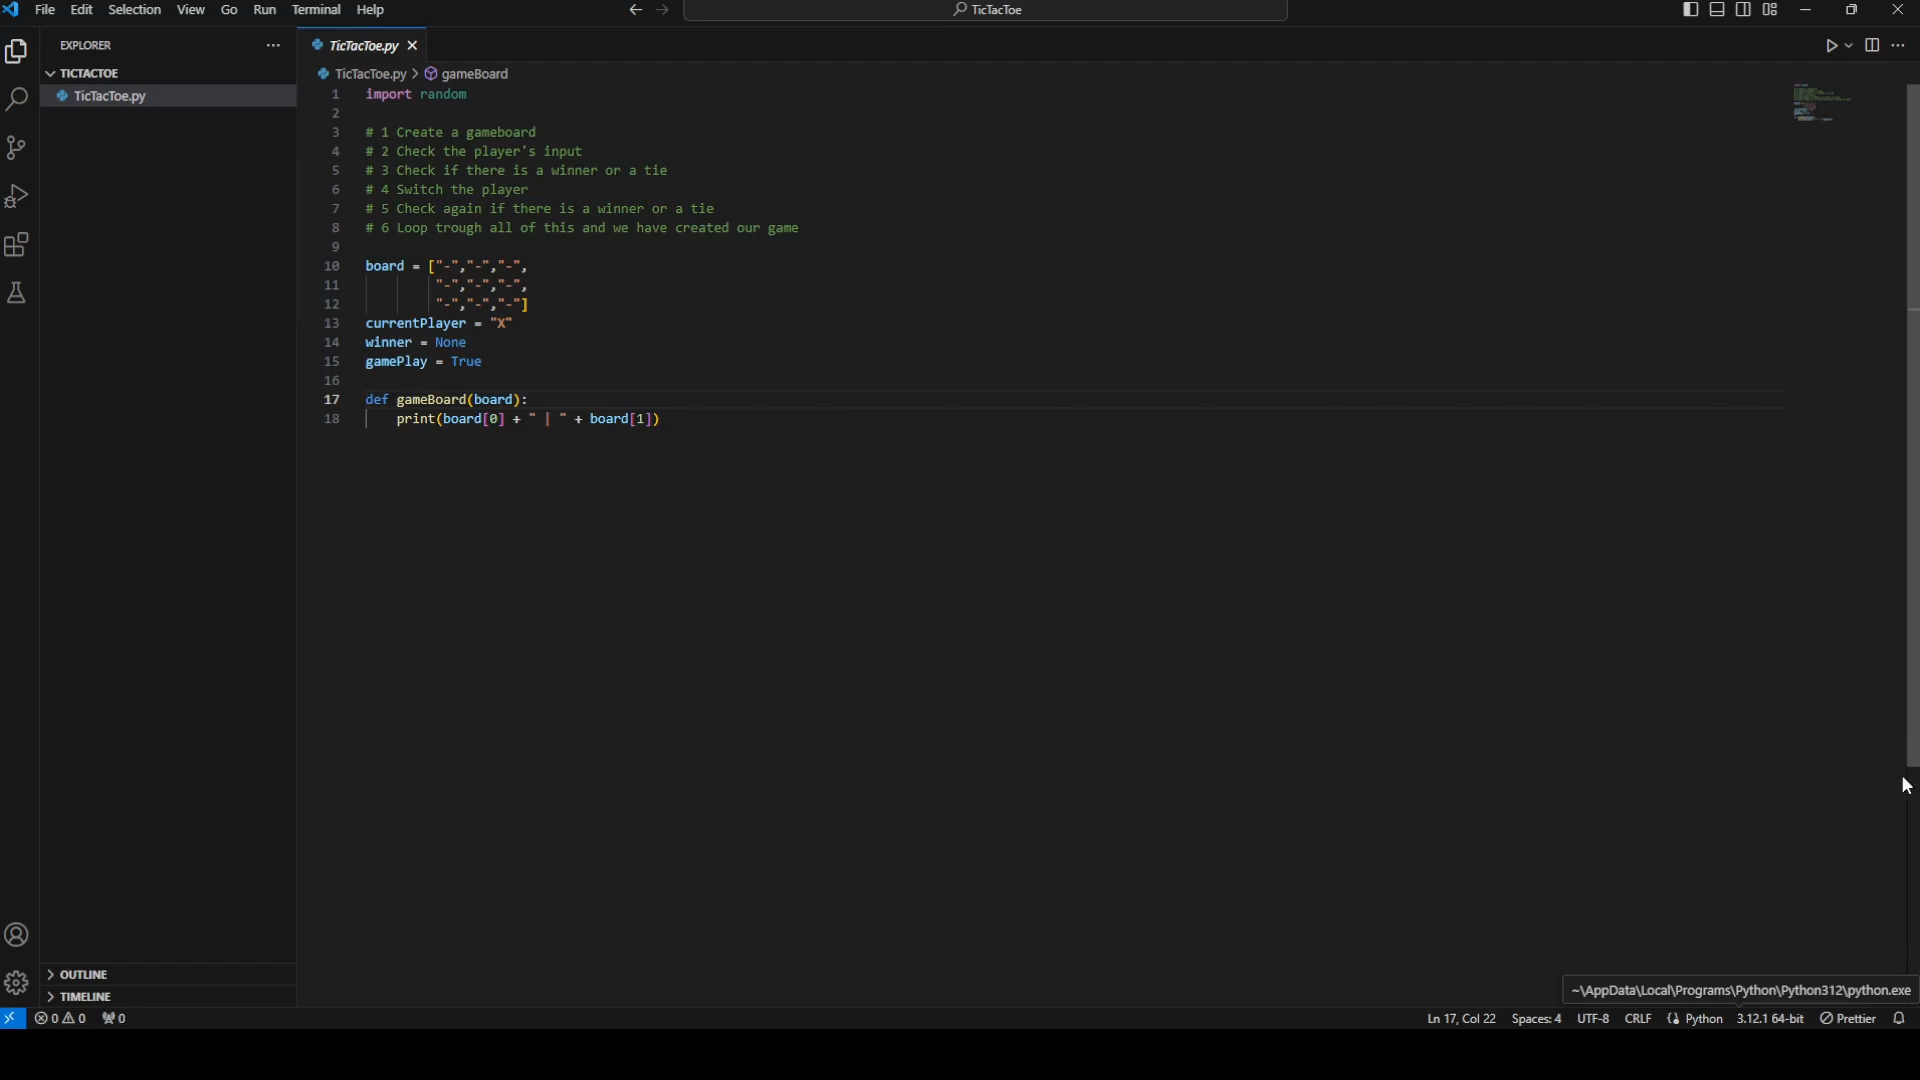 File Edit Selection View Go Run Terminal Help
TicTacToe
EXPLORER
TICTACTOE
TicTacToe.py
TicTacToe.py
TicTacToe.py > gameBoard
1 import random
2
3 # 1 Create a gameboard
4 # 2 Check the player's input
5 # 3 Check if there is a winner or a tie
6 # 4 Switch the player
7 # 5 Check again if there is a winner or a tie
8 # 6 Loop trough all of this and we have created our game
9
10 board = ["-","-","-",
11 "-","-","-",
12 "-","-","-"]
13 currentPlayer = "X"
14 winner = None
15 gamePlay = True
16
17 def gameBoard(board):
18 print(board[0] + " | " + board[1])
OUTLINE
TIMELINE
~\AppData\Local\Programs\Python\Python312\python.exe
0 0 0 Ln 17, Col 22 Spaces: 4 UTF-8 CRLF Python 3.12.1 64-bit Prettier